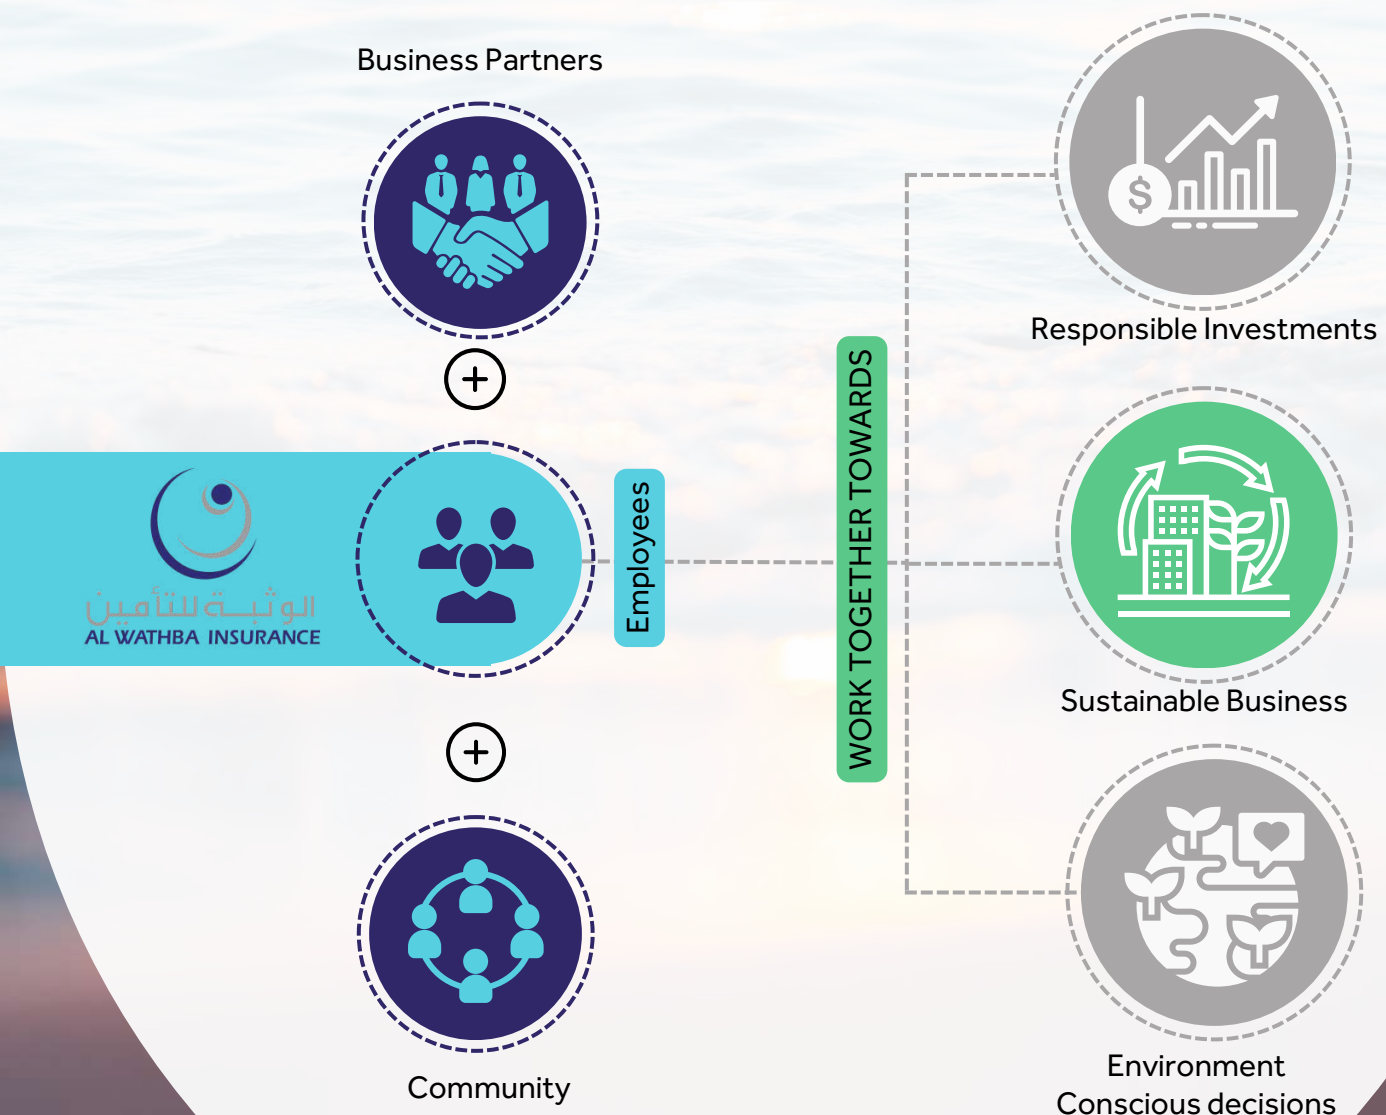 Business Partners
الوثبة للتأمين
AL WATHBA INSURANCE
Employees
Community
WORK TOGETHER TOWARDS
$
Responsible Investments
Sustainable Business
Environment
Conscious decisions